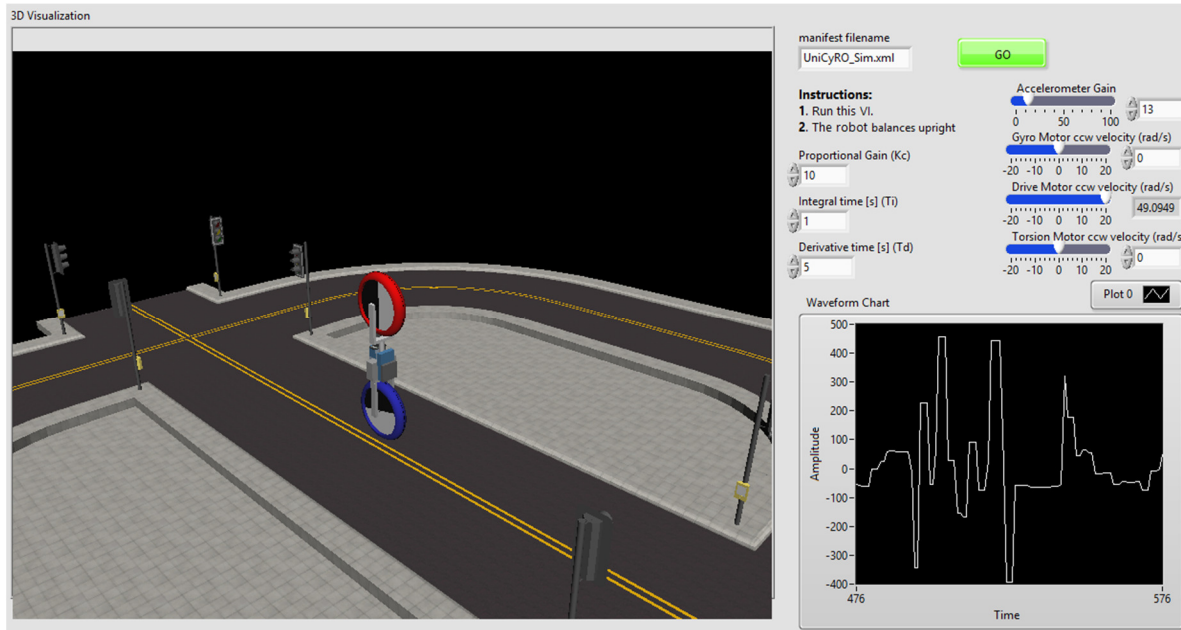 3D Visualization
manifest filename
UniCyRO_Sim.xml
GO
Instructions:
1. Run this VI.
2. The robot balances upright
Accelerometer Gain
0 50 100
13
Gyro Motor ccw velocity (rad/s)
-20 -10 0 10 20
0
Proportional Gain (Kc)
10
Drive Motor ccw velocity (rad/s)
-20 -10 0 10 20
49.0949
Integral time [s] (Ti)
1
Torsion Motor ccw velocity (rad/s
-20 -10 0 10 20
0
Derivative time [s] (Td)
5
Waveform Chart
Plot 0
500
400
300
200
100
0
-100
-200
-300
-400
Amplitude
476 576
Time